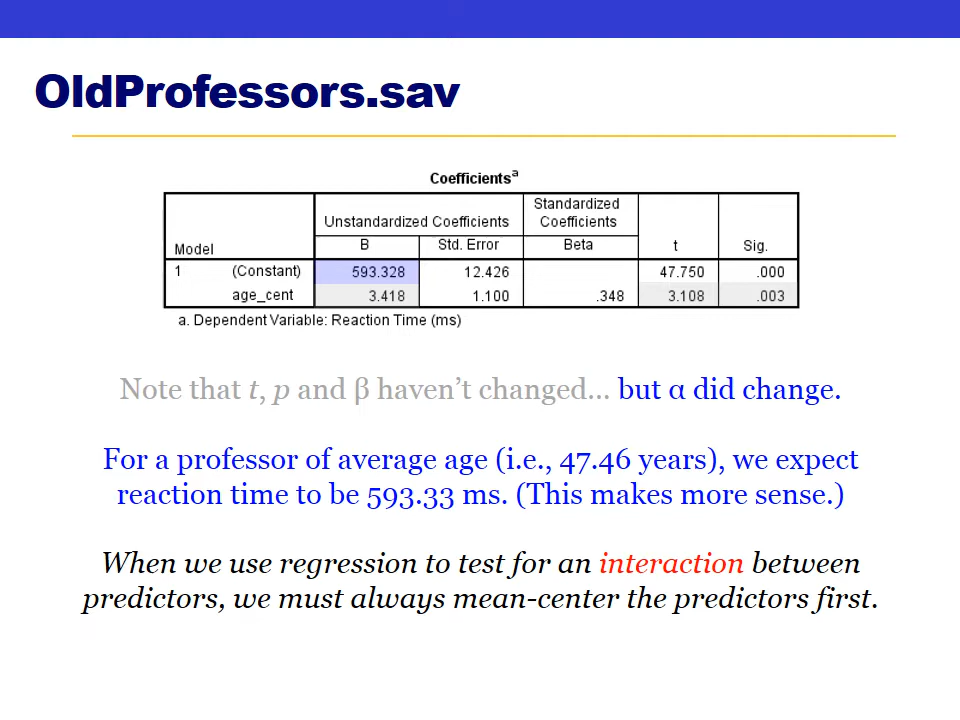 OldProfessors.sav
Coefficientsa
Model Unstandardized Coefficients Standardized Coefficients t Sig.
B Std. Error Beta
1 (Constant) 593.328 12.426 47.750 .000
age_cent 3.418 1.100 .348 3.108 .003
a. Dependent Variable: Reaction Time (ms)
Note that t, p and β haven’t changed... but α did change.
For a professor of average age (i.e., 47.46 years), we expect
reaction time to be 593.33 ms. (This makes more sense.)
When we use regression to test for an interaction between
predictors, we must always mean-center the predictors first.